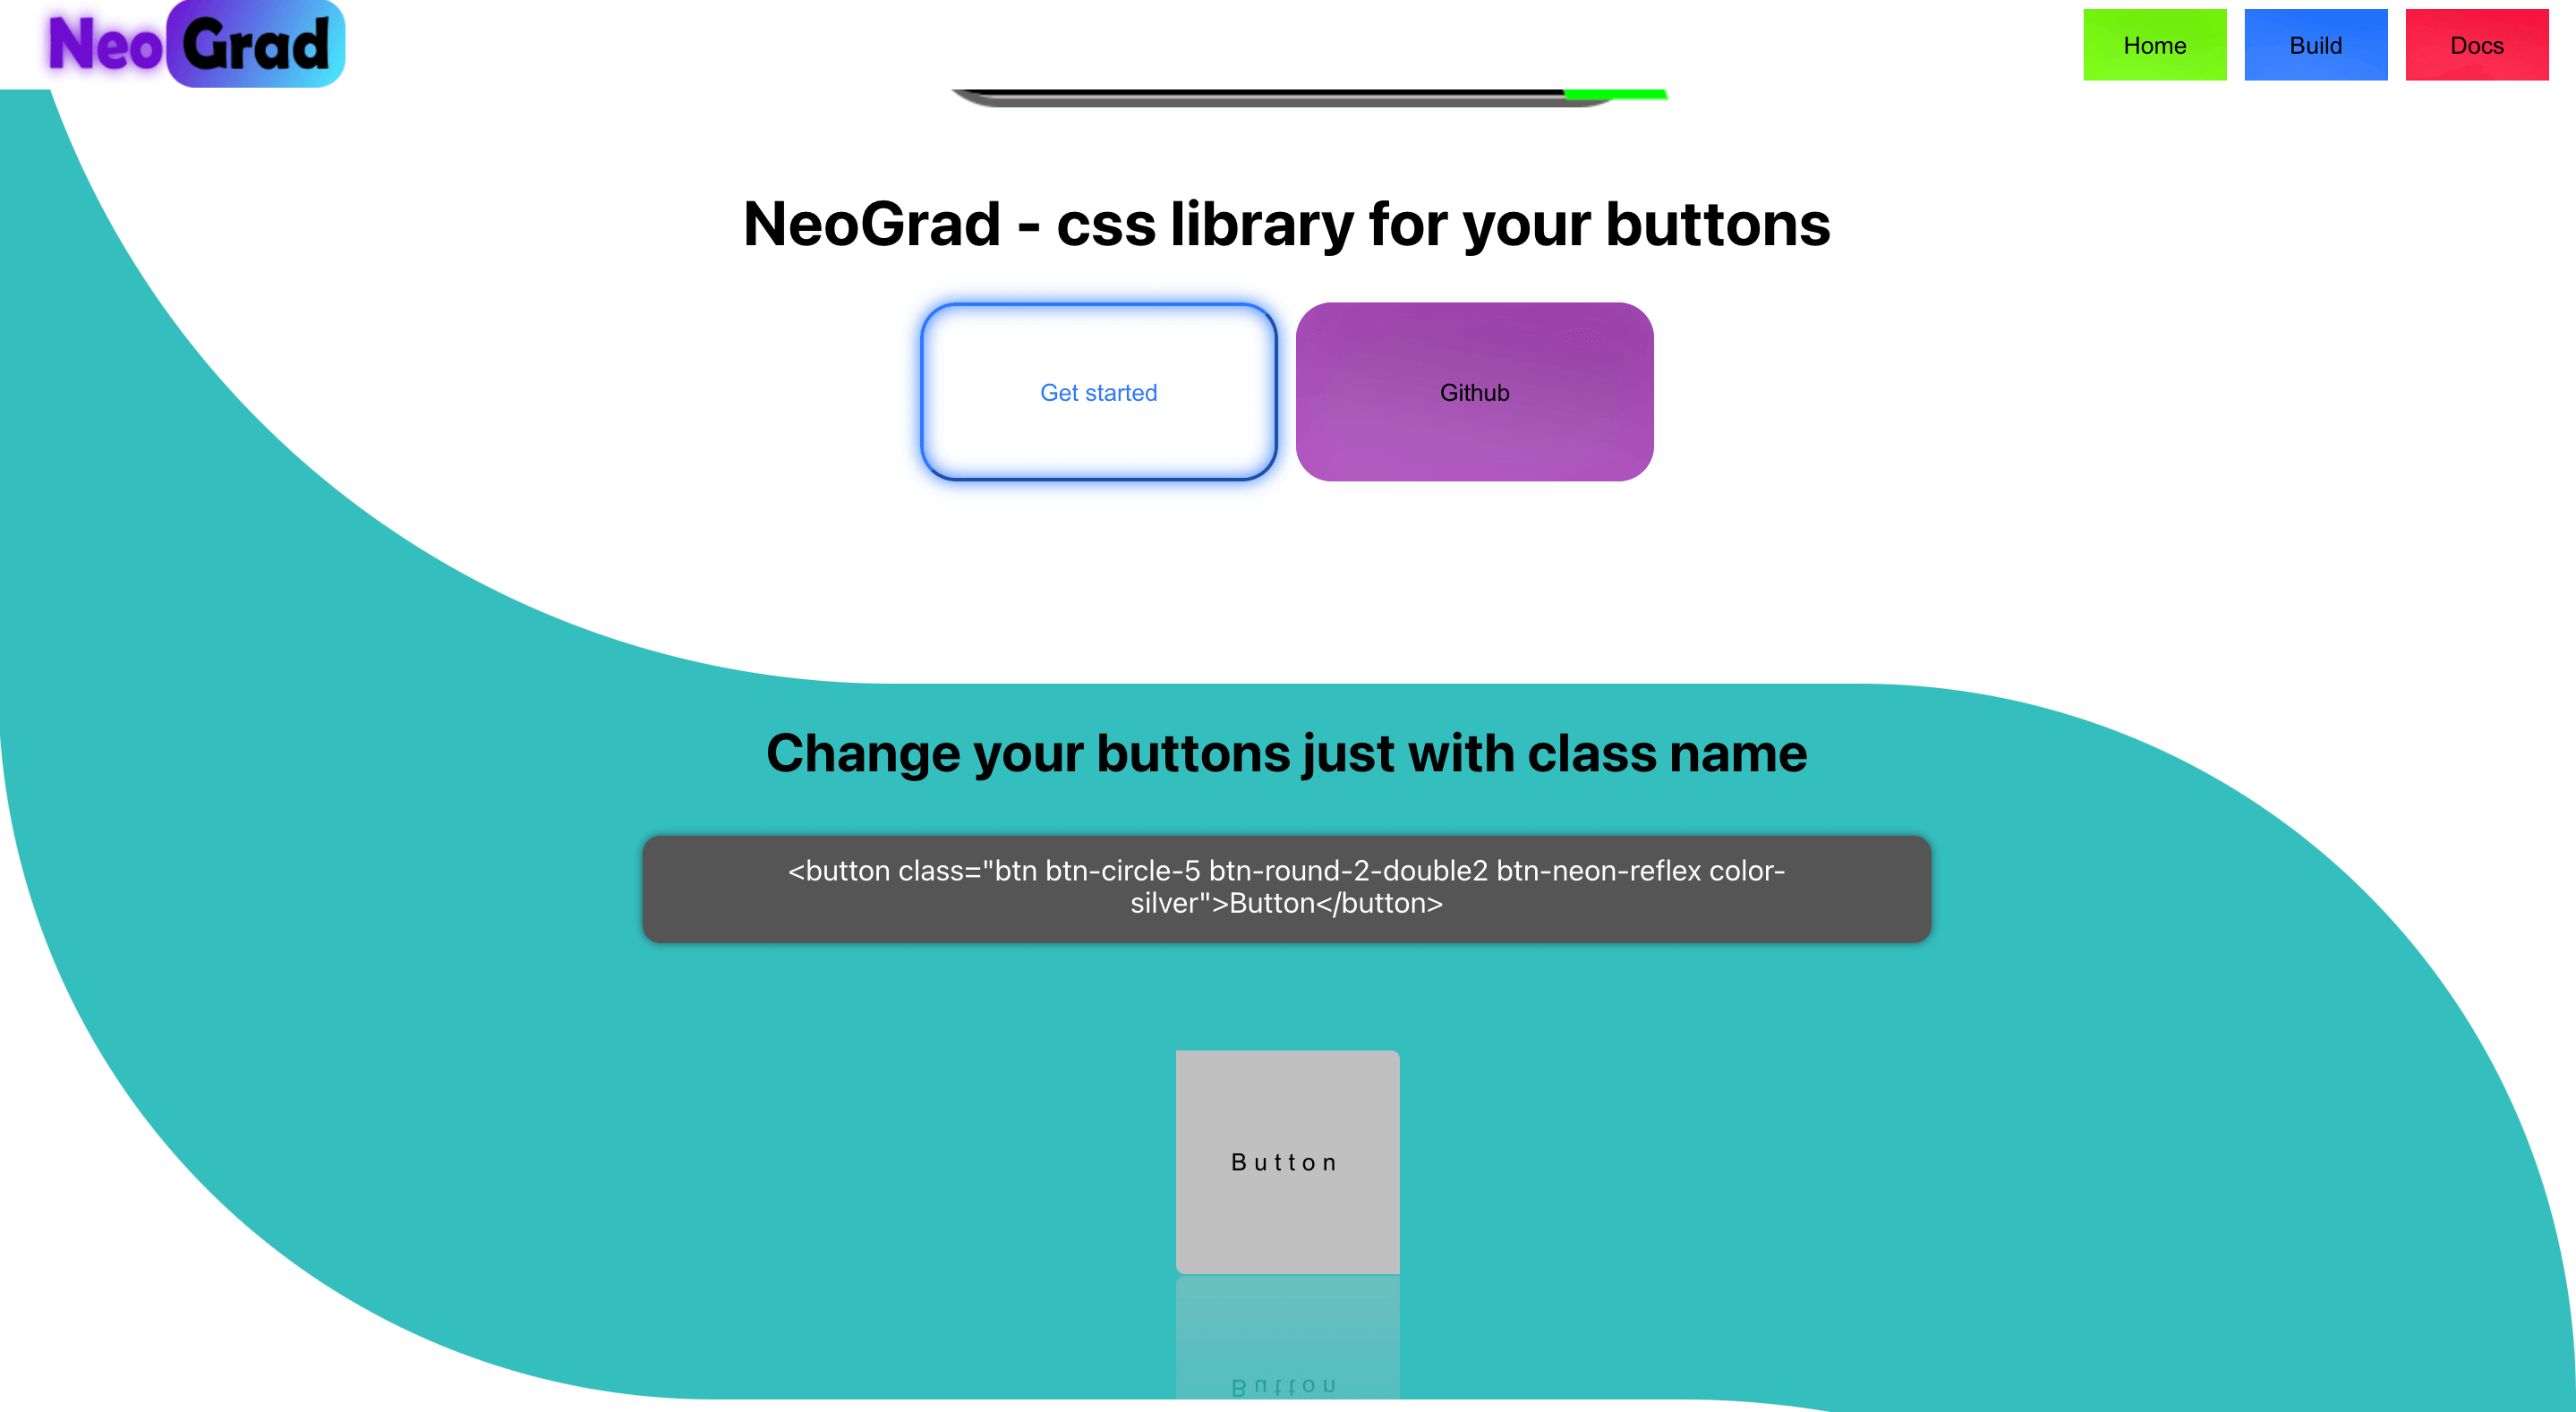 NeoGrad
Home
Build
Docs
NeoGrad - css library for your buttons
Get started
Github
Change your buttons just with class name
<button class="btn btn-circle-5 btn-round-2-double2 btn-neon-reflex color-
silver">Button</button>
Button
Button